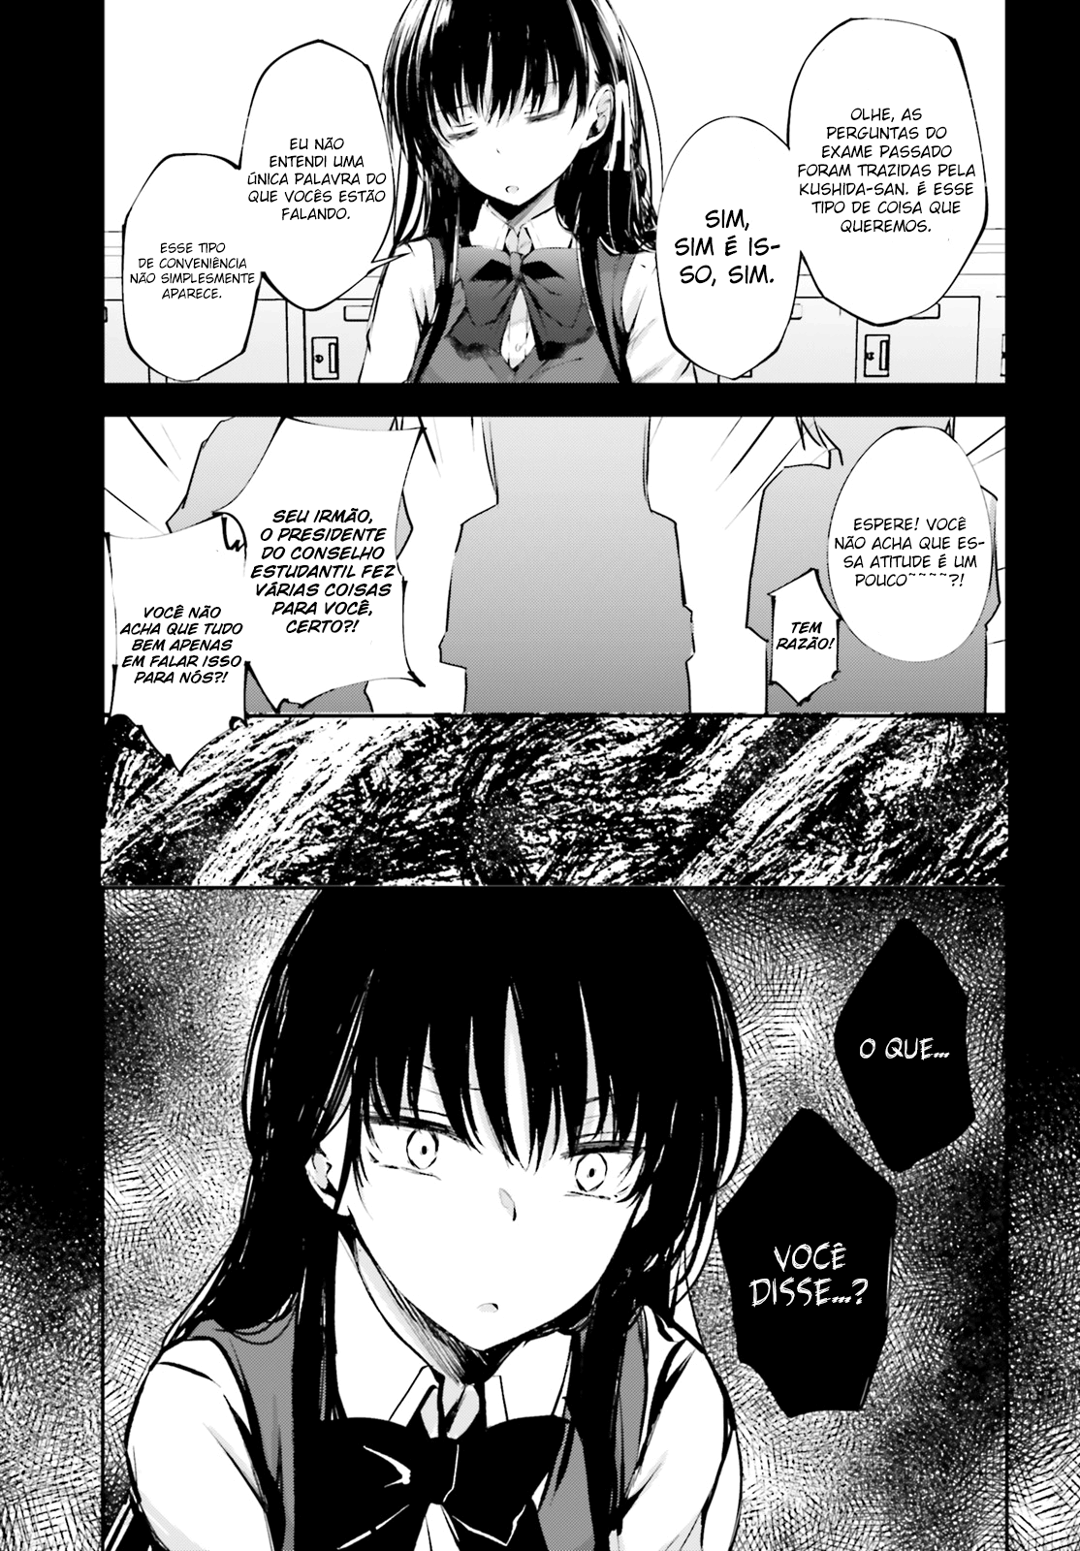 OLHE, AS
PERGUNTAS DO
EXAME PASSADO
FORAM TRAZIDAS PELA
KUSHIDA-SAN. É ESSE
TIPO DE COISA QUE
QUEREMOS.
SIM,
SIM É IS-
SO, SIM.
EU NÃO
ENTENDI UMA
ÚNICA PALAVRA DO
QUE VOCÊS ESTÃO
FALANDO.
ESSE TIPO
DE CONVENIÊNCIA
NÃO SIMPLESMENTE
APARECE.
ESPERE! VOCÊ
NÃO ACHA QUE ES-
SA ATITUDE É UM
POUCO~~~~?!
TEM
RAZÃO!
SEU IRMÃO,
O PRESIDENTE
DO CONSELHO
ESTUDANTIL FEZ
VÁRIAS COISAS
PARA VOCÊ,
CERTO?!
VOCÊ NÃO
ACHA QUE TUDO
BEM APENAS
EM FALAR ISSO
PARA NÓS?!
O QUE...
VOCÊ
DISSE...?